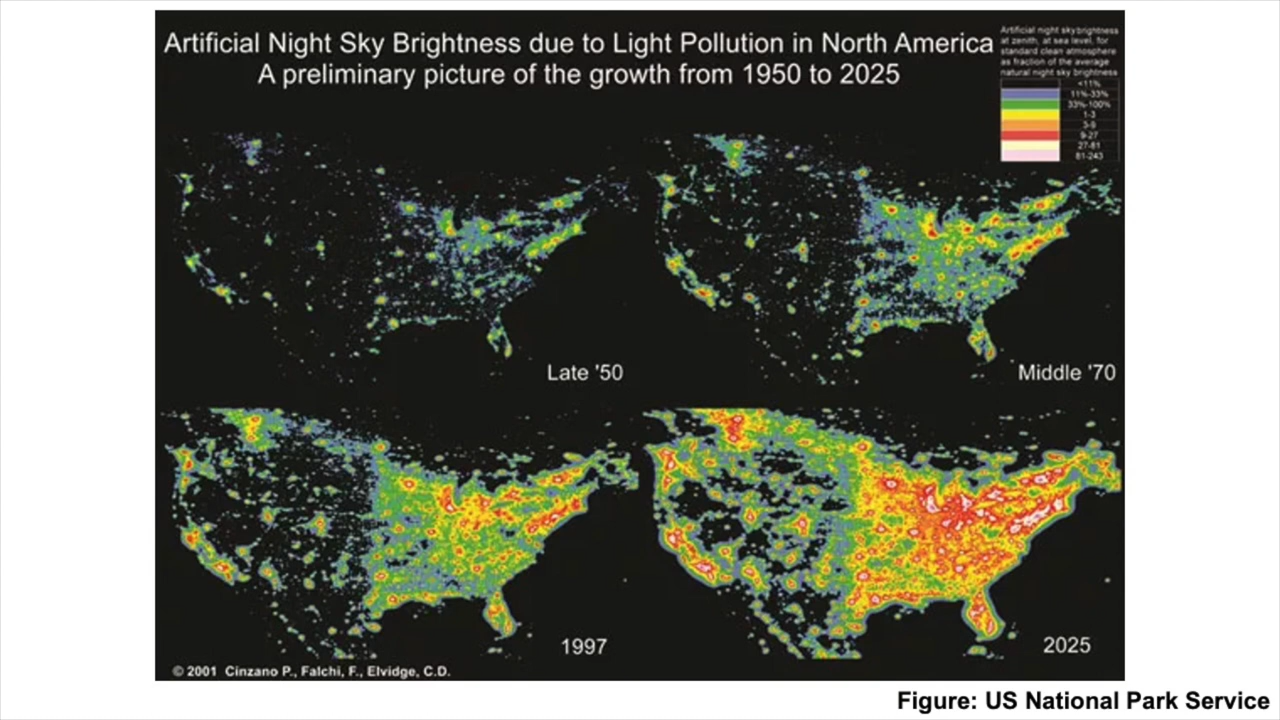 Artificial Night Sky Brightness due to Light Pollution in North America
A preliminary picture of the growth from 1950 to 2025
Artificial night sky brightness
at zenith, at sea level, for
standard clean atmosphere
as fraction of the average
natural night sky brightness
<11%
11%-33%
33%-100%
1-3
3-9
9-27
27-81
81-243
Late '50
Middle '70
1997
2025
© 2001 Cinzano P., Falchi, F., Elvidge, C.D.
Figure: US National Park Service